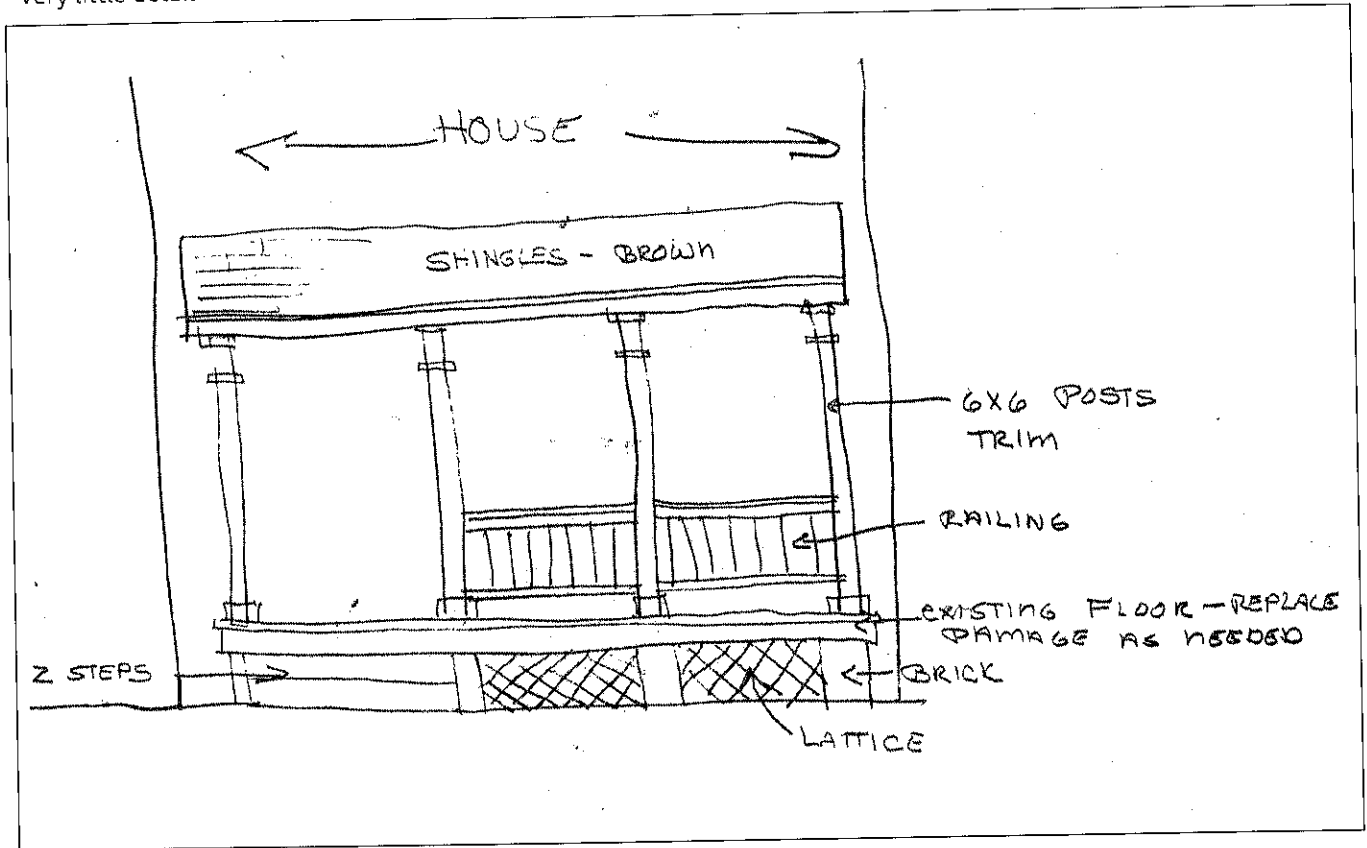 HOUSE
SHINGLES - BROWN
6X6 POSTS
TRIM
RAILING
EXISTING FLOOR - REPLACE
DAMAGE AS NEEDED
2 STEPS
BRICK
LATTICE